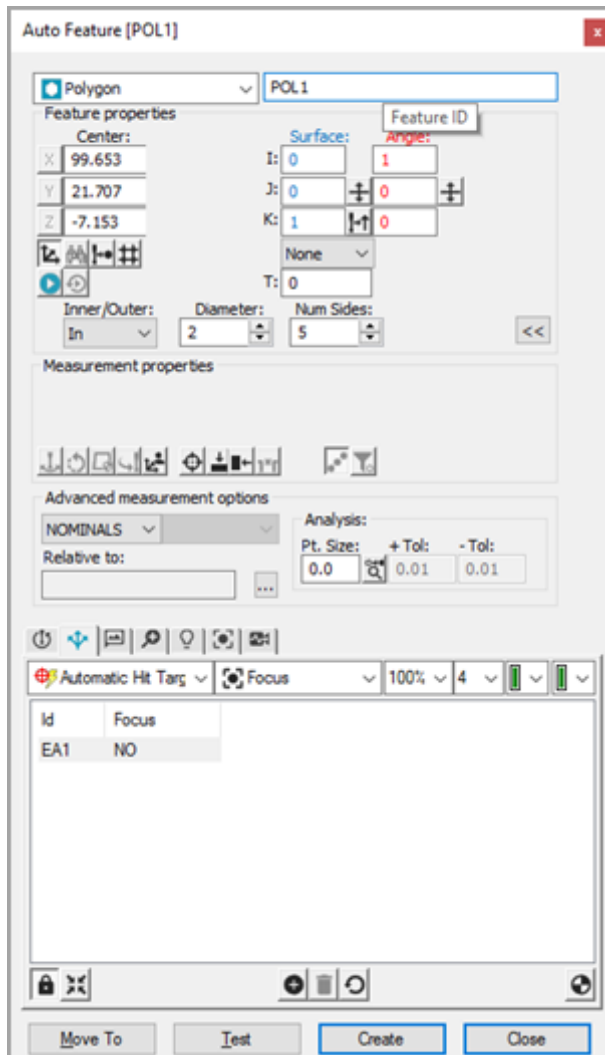 Auto Feature [POL1]
x
Polygon
POL1
Feature properties
Feature ID
Center:
Surface:
Angle:
X 99.653
I: 0 1
Y 21.707
J: 0 0
Z -7.153
K: 1 0
None
T: 0
Inner/Outer: Diameter: Num Sides:
In 2 5 <<
Measurement properties
Advanced measurement options
NOMINALS
Analysis:
Relative to:
Pt. Size: + Tol: - Tol:
0.0 0.01 0.01
...
Automatic Hit Targ Focus 100% 4
Id Focus
EA1 NO
Move To Test Create Close